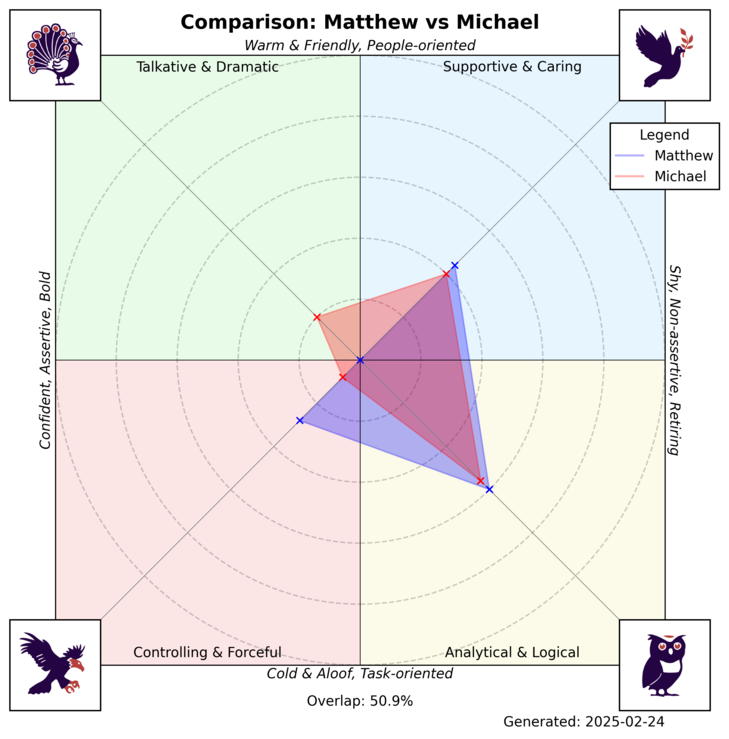 Comparison: Matthew vs Michael
Warm & Friendly, People-oriented
Talkative & Dramatic
Supportive & Caring
Legend
Matthew
Michael
Confident, Assertive, Bold
Shy, Non-assertive, Retiring
Controlling & Forceful
Analytical & Logical
Cold & Aloof, Task-oriented
Overlap: 50.9%
Generated: 2025-02-24